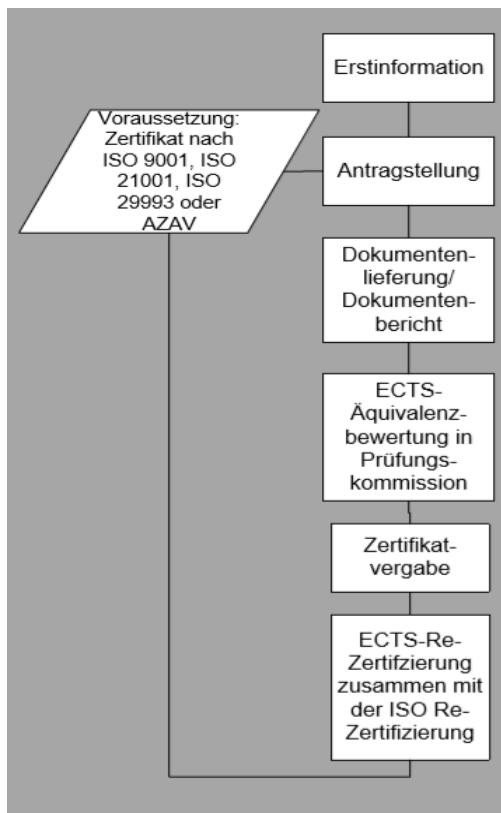 Erstinformation
Voraussetzung:
Zertifikat nach
ISO 9001, ISO
21001, ISO
29993 oder
AZAV
Antragstellung
Dokumenten-
lieferung/
Dokumenten
bericht
ECTS-
Äquivalenz-
bewertung in
Prüfungs-
kommission
Zertifikat-
vergabe
ECTS-Re-
Zertifzierung
zusammen mit
der ISO Re-
Zertifizierung